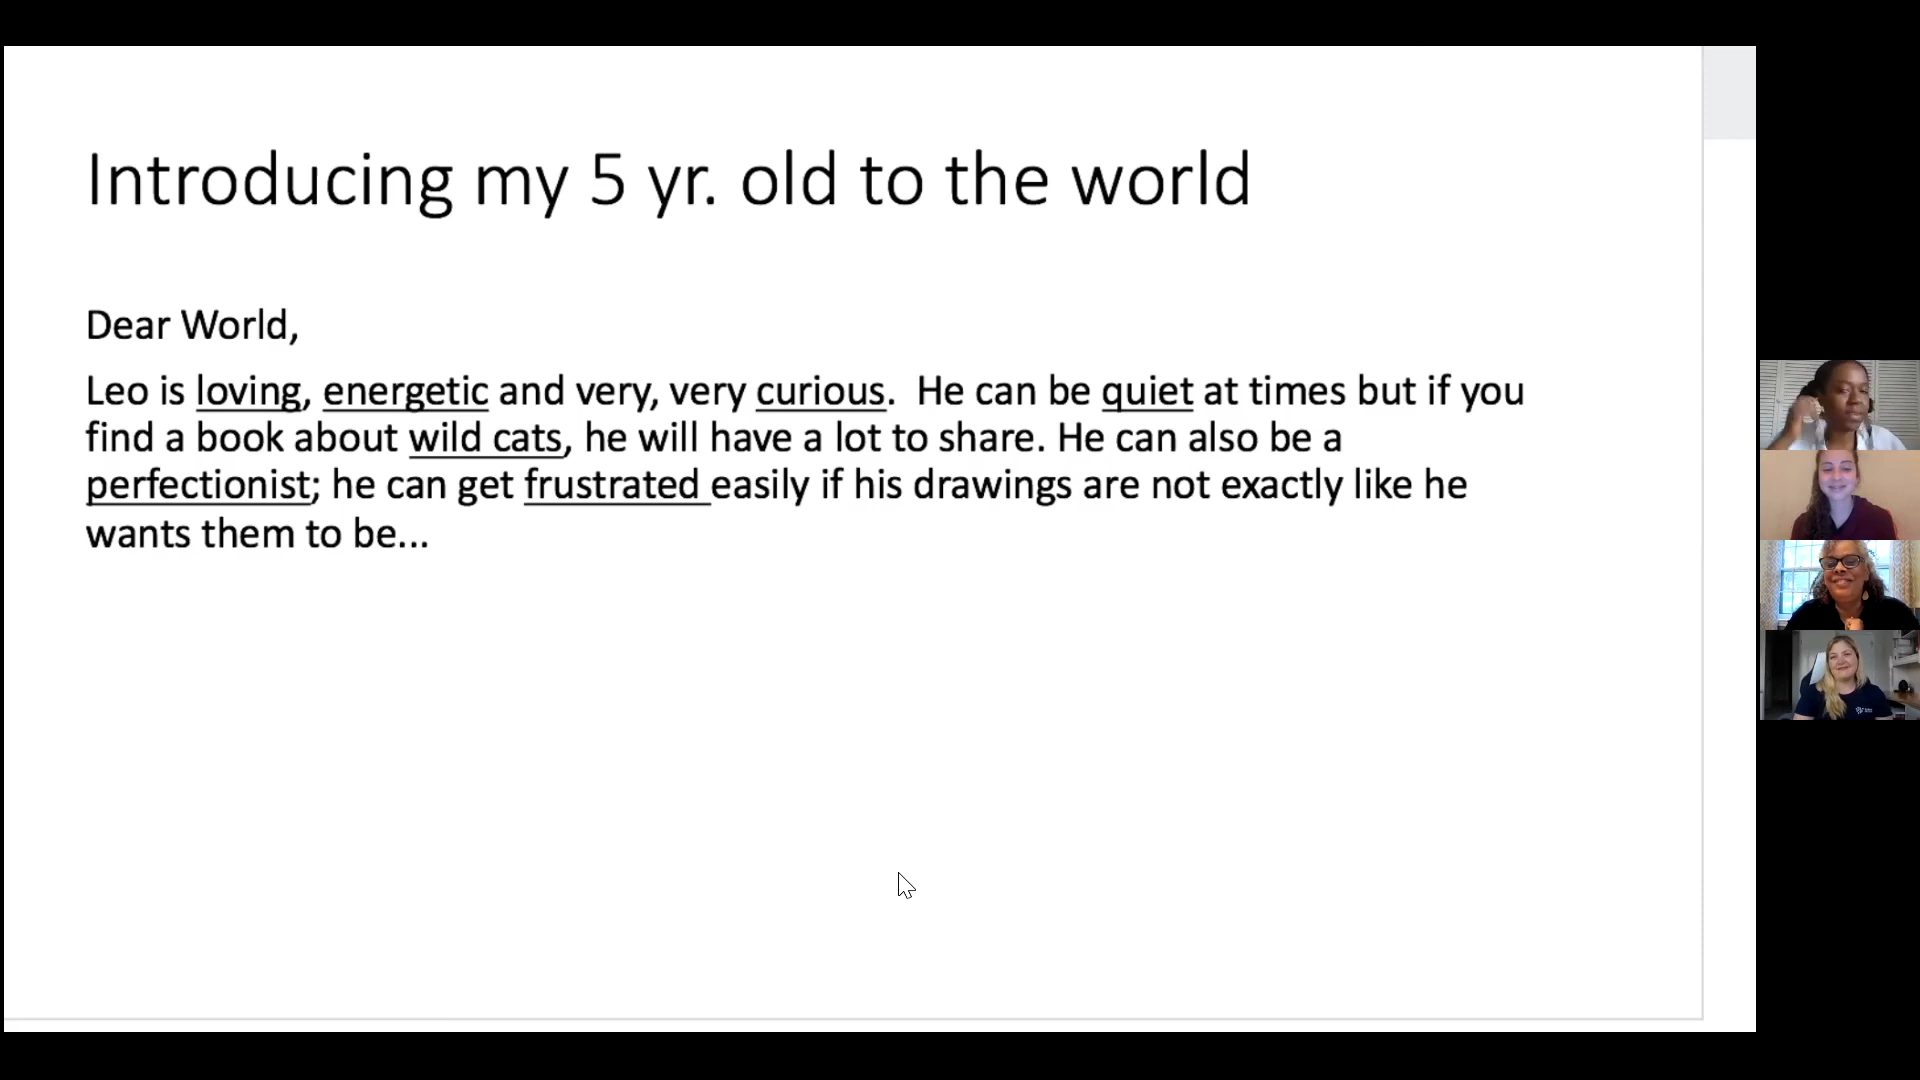 Introducing my 5 yr. old to the world
Dear World,
Leo is loving, energetic and very, very curious.  He can be quiet at times but if you
find a book about wild cats, he will have a lot to share. He can also be a
perfectionist; he can get frustrated easily if his drawings are not exactly like he
wants them to be...